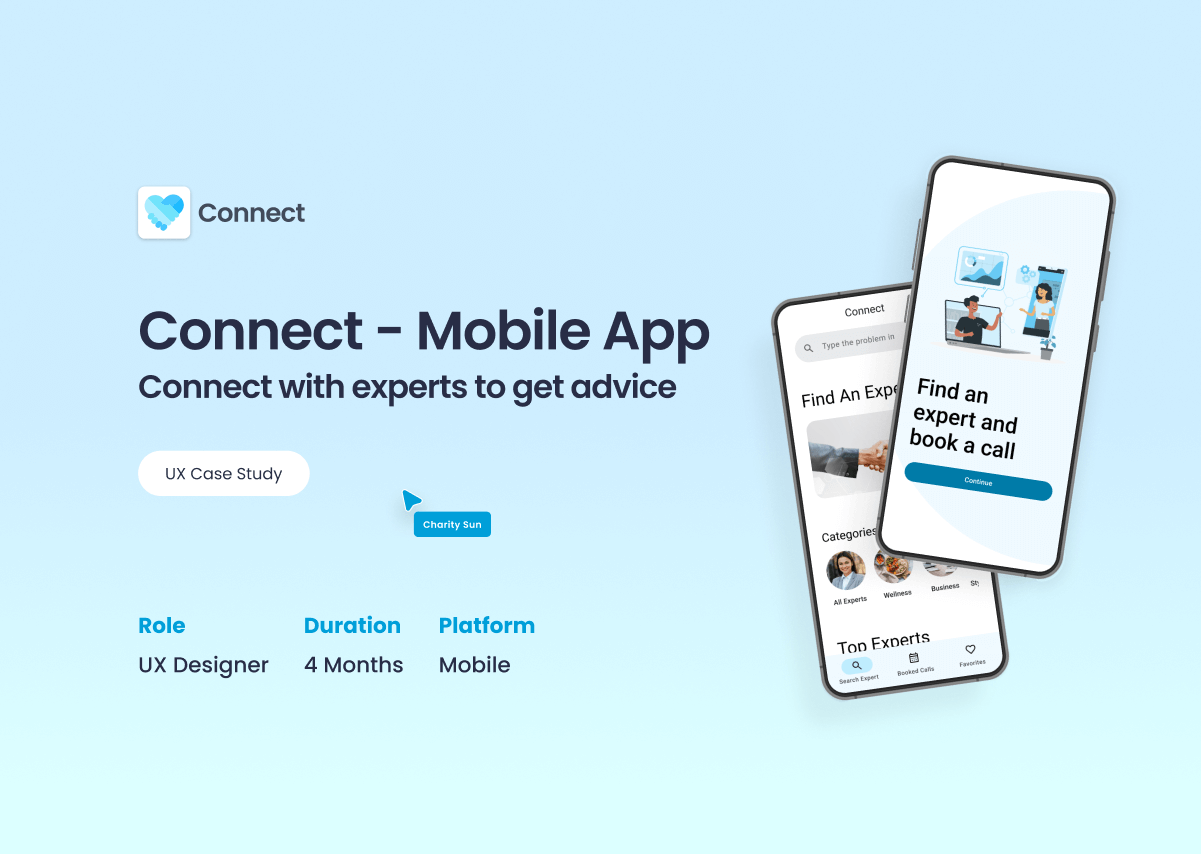 Connect
Connect - Mobile App
Connect with experts to get advice
UX Case Study
Charity Sun
Role
Duration
Platform
UX Designer
4 Months
Mobile
Connect
Type the problem in
Find An Expe
Categories
All Experts
Wellness
Business
Top Experts
Search Expert
Booked Calls
Favorites
Find an
expert and
book a call
Continue